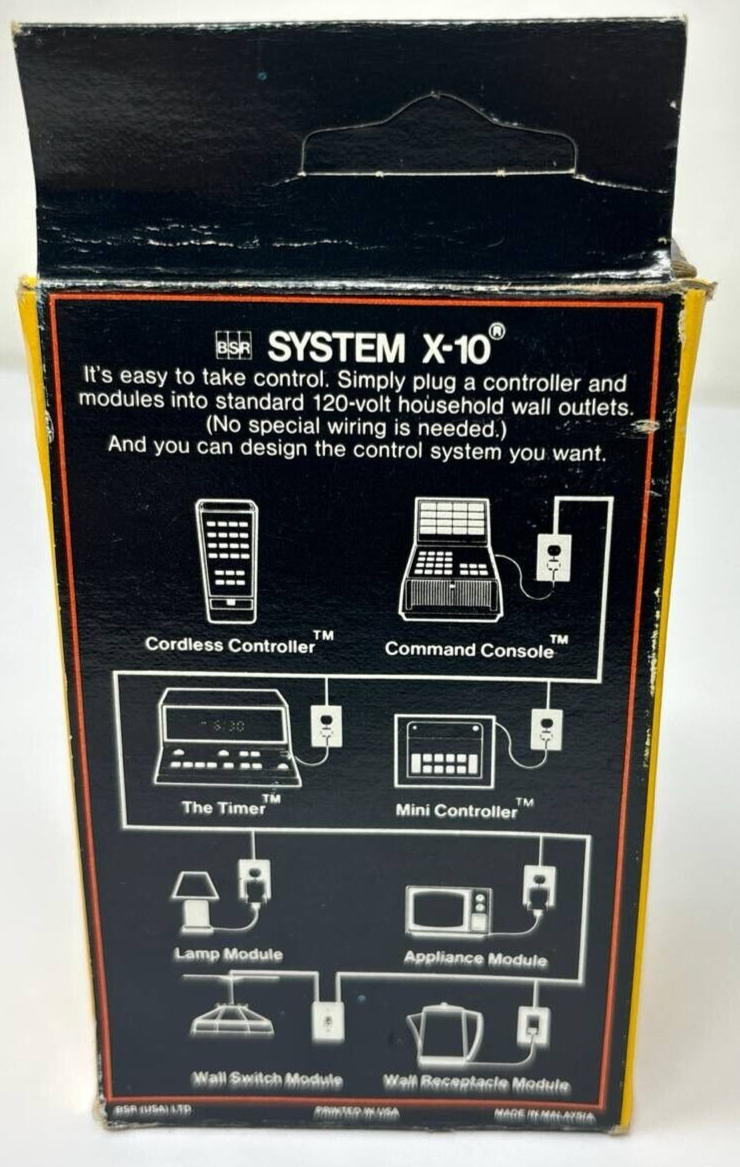 BSR SYSTEM X-10®
It's easy to take control. Simply plug a controller and
modules into standard 120-volt household wall outlets.
(No special wiring is needed.)
And you can design the control system you want.
Cordless Controller™
Command Console™
6:30
The Timer™
Mini Controller™
Lamp Module
Appliance Module
Wall Switch Module
Wall Receptacle Module
BSR (USA) LTD
PRINTED IN USA
MADE IN MALAYSIA